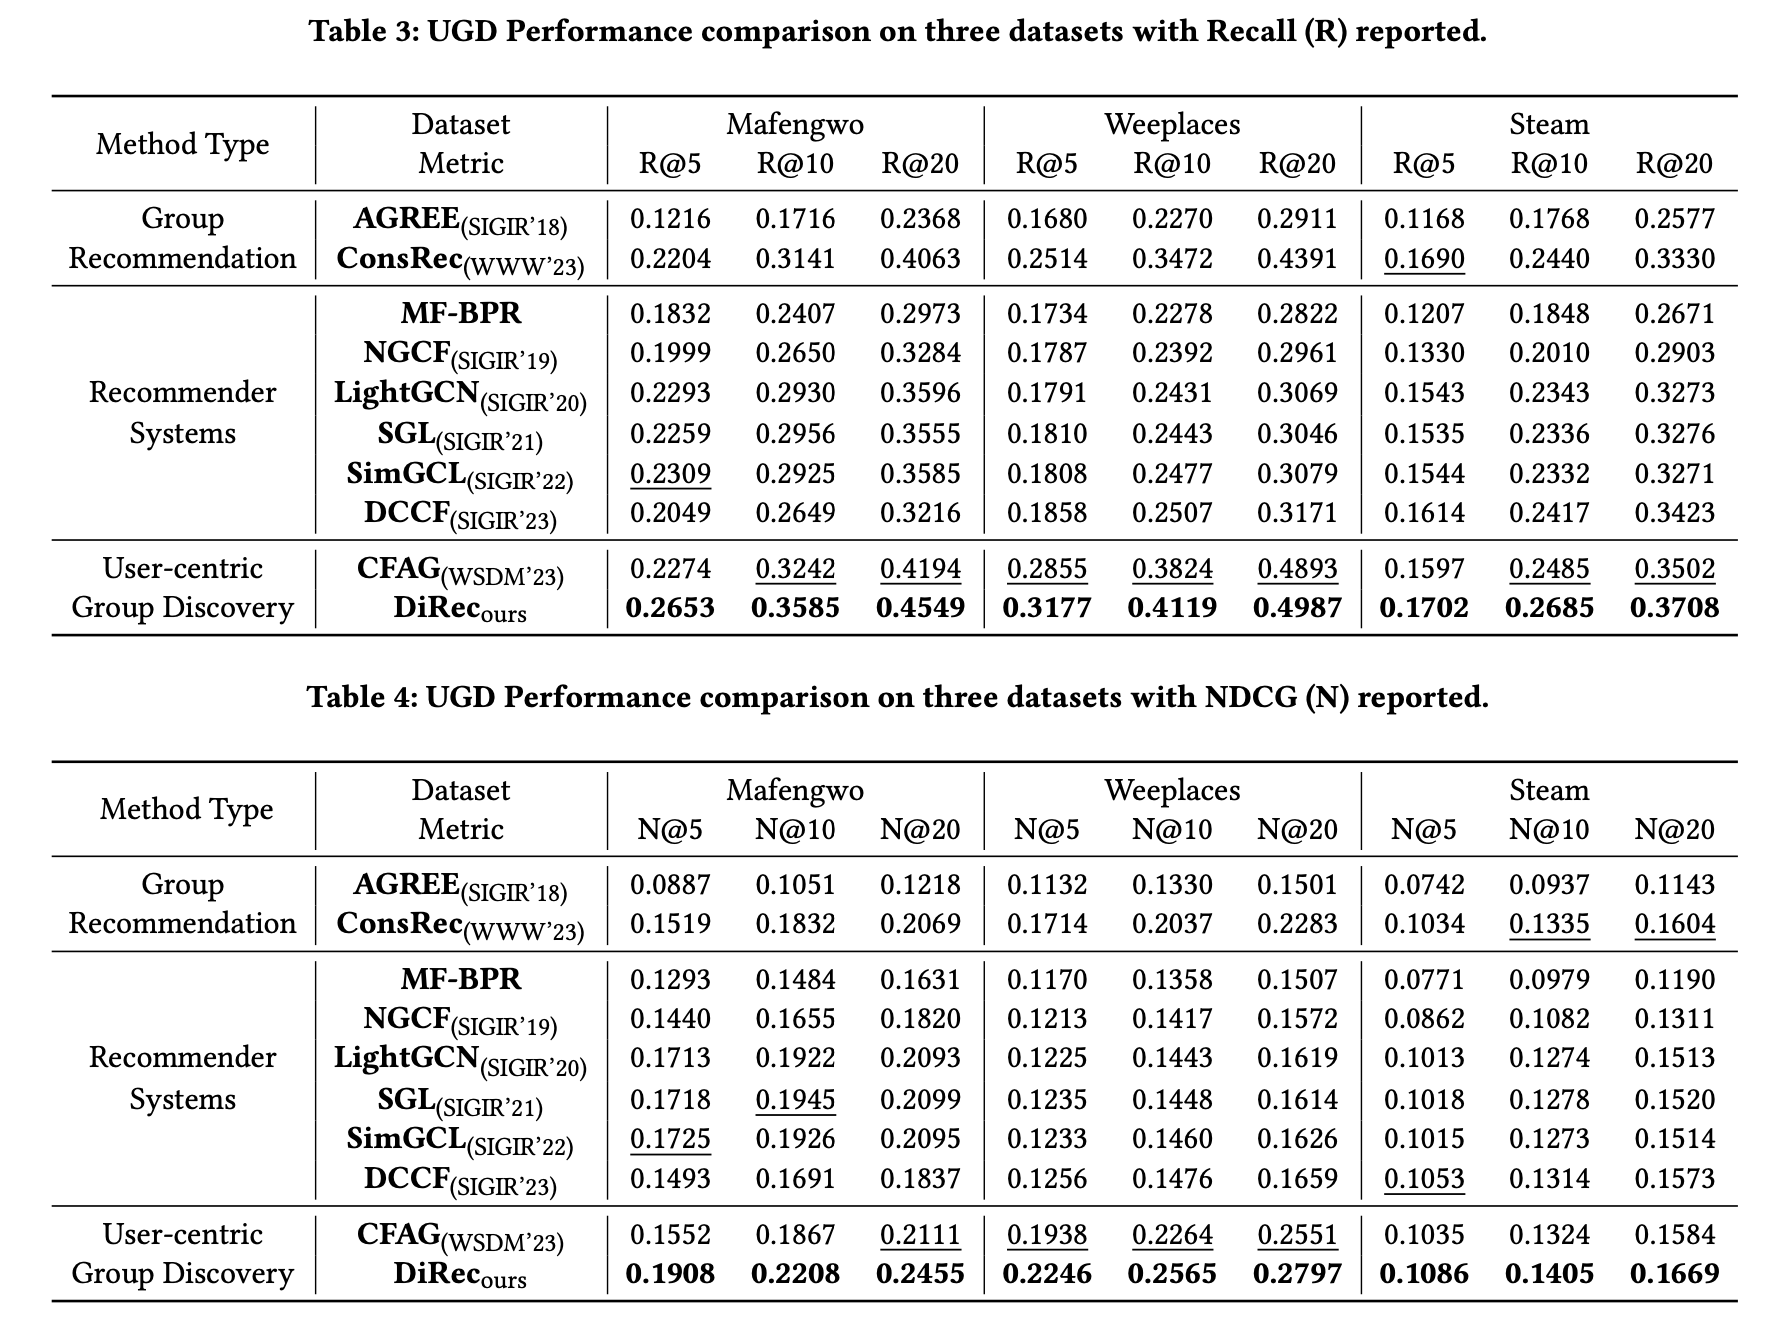 Table 3: UGD Performance comparison on three datasets with Recall (R) reported.
Method Type Dataset Mafengwo Weeplaces Steam
Metric R@5 R@10 R@20 R@5 R@10 R@20 R@5 R@10 R@20
Group AGREE(SIGIR’18) 0.1216 0.1716 0.2368 0.1680 0.2270 0.2911 0.1168 0.1768 0.2577
Recommendation ConsRec(WWW’23) 0.2204 0.3141 0.4063 0.2514 0.3472 0.4391 0.1690 0.2440 0.3330
MF-BPR 0.1832 0.2407 0.2973 0.1734 0.2278 0.2822 0.1207 0.1848 0.2671
NGCF(SIGIR’19) 0.1999 0.2650 0.3284 0.1787 0.2392 0.2961 0.1330 0.2010 0.2903
Recommender LightGCN(SIGIR’20) 0.2293 0.2930 0.3596 0.1791 0.2431 0.3069 0.1543 0.2343 0.3273
Systems SGL(SIGIR’21) 0.2259 0.2956 0.3555 0.1810 0.2443 0.3046 0.1535 0.2336 0.3276
SimGCL(SIGIR’22) 0.2309 0.2925 0.3585 0.1808 0.2477 0.3079 0.1544 0.2332 0.3271
DCCF(SIGIR’23) 0.2049 0.2649 0.3216 0.1858 0.2507 0.3171 0.1614 0.2417 0.3423
User-centric CFAG(WSDM’23) 0.2274 0.3242 0.4194 0.2855 0.3824 0.4893 0.1597 0.2485 0.3502
Group Discovery DiRecours 0.2653 0.3585 0.4549 0.3177 0.4119 0.4987 0.1702 0.2685 0.3708
Table 4: UGD Performance comparison on three datasets with NDCG (N) reported.
Method Type Dataset Mafengwo Weeplaces Steam
Metric N@5 N@10 N@20 N@5 N@10 N@20 N@5 N@10 N@20
Group AGREE(SIGIR’18) 0.0887 0.1051 0.1218 0.1132 0.1330 0.1501 0.0742 0.0937 0.1143
Recommendation ConsRec(WWW’23) 0.1519 0.1832 0.2069 0.1714 0.2037 0.2283 0.1034 0.1335 0.1604
MF-BPR 0.1293 0.1484 0.1631 0.1170 0.1358 0.1507 0.0771 0.0979 0.1190
NGCF(SIGIR’19) 0.1440 0.1655 0.1820 0.1213 0.1417 0.1572 0.0862 0.1082 0.1311
Recommender LightGCN(SIGIR’20) 0.1713 0.1922 0.2093 0.1225 0.1443 0.1619 0.1013 0.1274 0.1513
Systems SGL(SIGIR’21) 0.1718 0.1945 0.2099 0.1235 0.1448 0.1614 0.1018 0.1278 0.1520
SimGCL(SIGIR’22) 0.1725 0.1926 0.2095 0.1233 0.1460 0.1626 0.1015 0.1273 0.1514
DCCF(SIGIR’23) 0.1493 0.1691 0.1837 0.1256 0.1476 0.1659 0.1053 0.1314 0.1573
User-centric CFAG(WSDM’23) 0.1552 0.1867 0.2111 0.1938 0.2264 0.2551 0.1035 0.1324 0.1584
Group Discovery DiRecours 0.1908 0.2208 0.2455 0.2246 0.2565 0.2797 0.1086 0.1405 0.1669